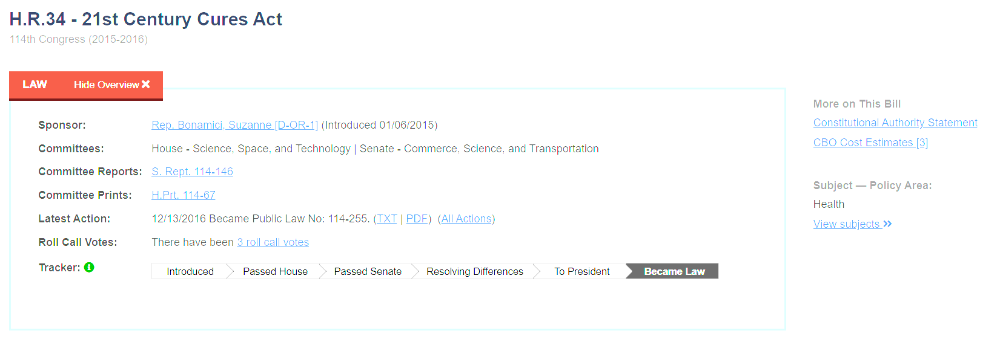 H.R.34 - 21st Century Cures Act
114th Congress (2015-2016)
LAW Hide Overview
Sponsor: Rep. Bonamici, Suzanne [D-OR-1] (Introduced 01/06/2015)
Committees: House - Science, Space, and Technology | Senate - Commerce, Science, and Transportation
Committee Reports: S. Rept. 114-146
Committee Prints: H.Prt. 114-67
Latest Action: 12/13/2016 Became Public Law No: 114-255. (TXT | PDF) (All Actions)
Roll Call Votes: There have been 3 roll call votes
Tracker:
Introduced Passed House Passed Senate Resolving Differences To President Became Law
More on This Bill
Constitutional Authority Statement
CBO Cost Estimates [3]
Subject — Policy Area:
Health
View subjects »